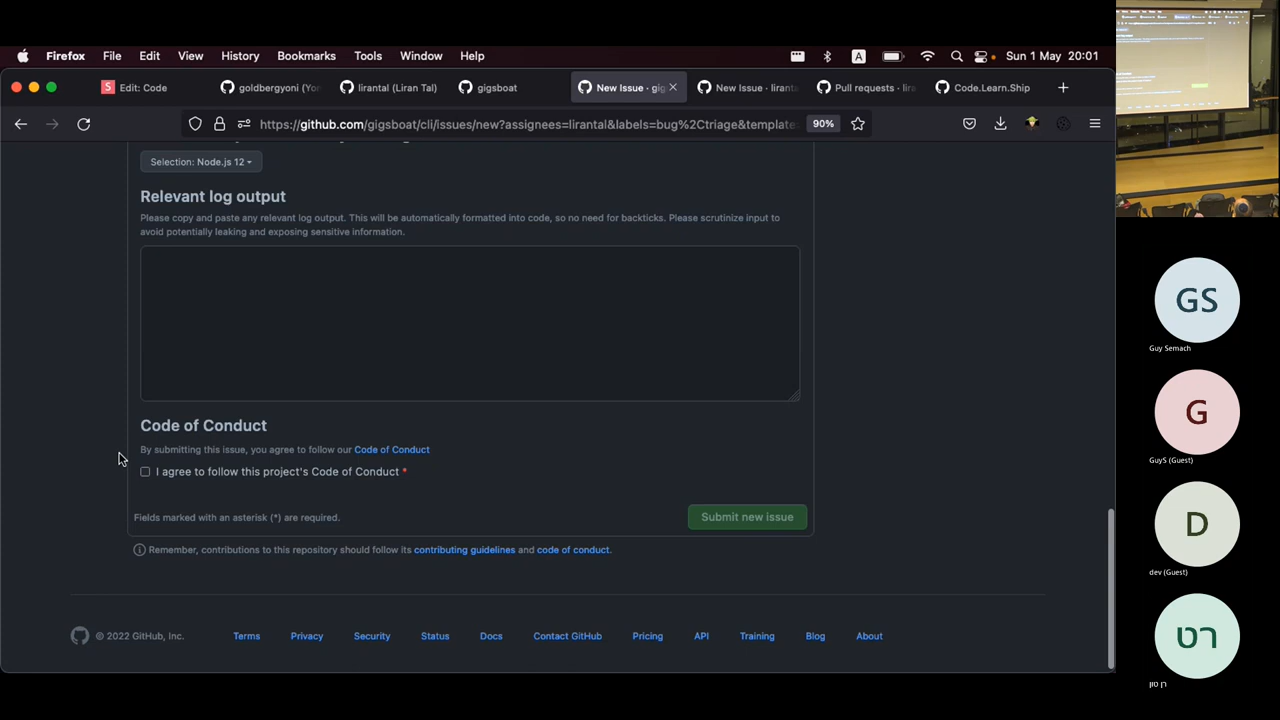 Firefox File Edit View History Bookmarks Tools Window Help A Sun 1 May 20:01
Edit: Code
golangeryoni (Yon
lirantal (Liran Tal)
gigsboat
New Issue · gig
New Issue · liranta
Pull requests · lira
Code.Learn.Ship
https://github.com/gigsboat/cli/issues/new?assignees=lirantal&labels=bug%2Ctriage&template= 90%
Selection: Node.js 12
Relevant log output
Please copy and paste any relevant log output. This will be automatically formatted into code, so no need for backticks. Please scrutinize input to
avoid potentially leaking and exposing sensitive information.
Code of Conduct
By submitting this issue, you agree to follow our Code of Conduct
I agree to follow this project's Code of Conduct *
Fields marked with an asterisk (*) are required.
Submit new issue
Remember, contributions to this repository should follow its contributing guidelines and code of conduct.
© 2022 GitHub, Inc. Terms Privacy Security Status Docs Contact GitHub Pricing API Training Blog About
GS
Guy Semach
G
GuyS (Guest)
D
dev (Guest)
רט